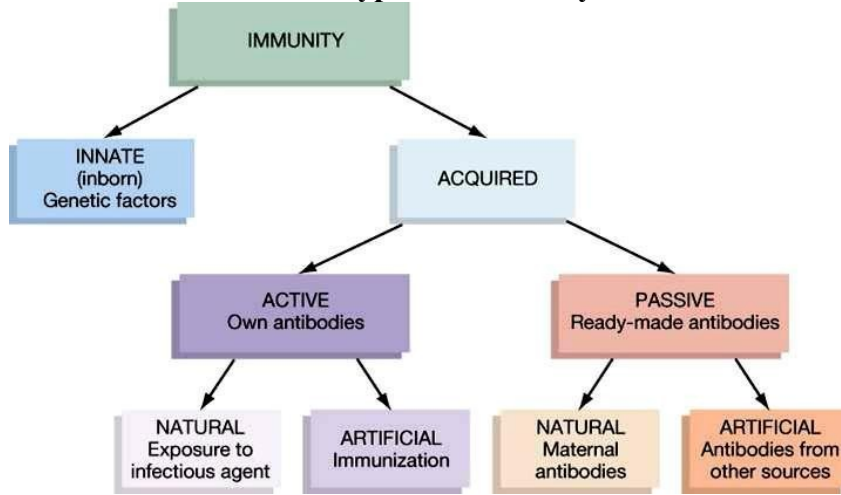 IMMUNITY
INNATE
(inborn)
Genetic factors
ACQUIRED
ACTIVE
Own antibodies
PASSIVE
Ready-made antibodies
NATURAL
Exposure to
infectious agent
ARTIFICIAL
Immunization
NATURAL
Maternal
antibodies
ARTIFICIAL
Antibodies from
other sources